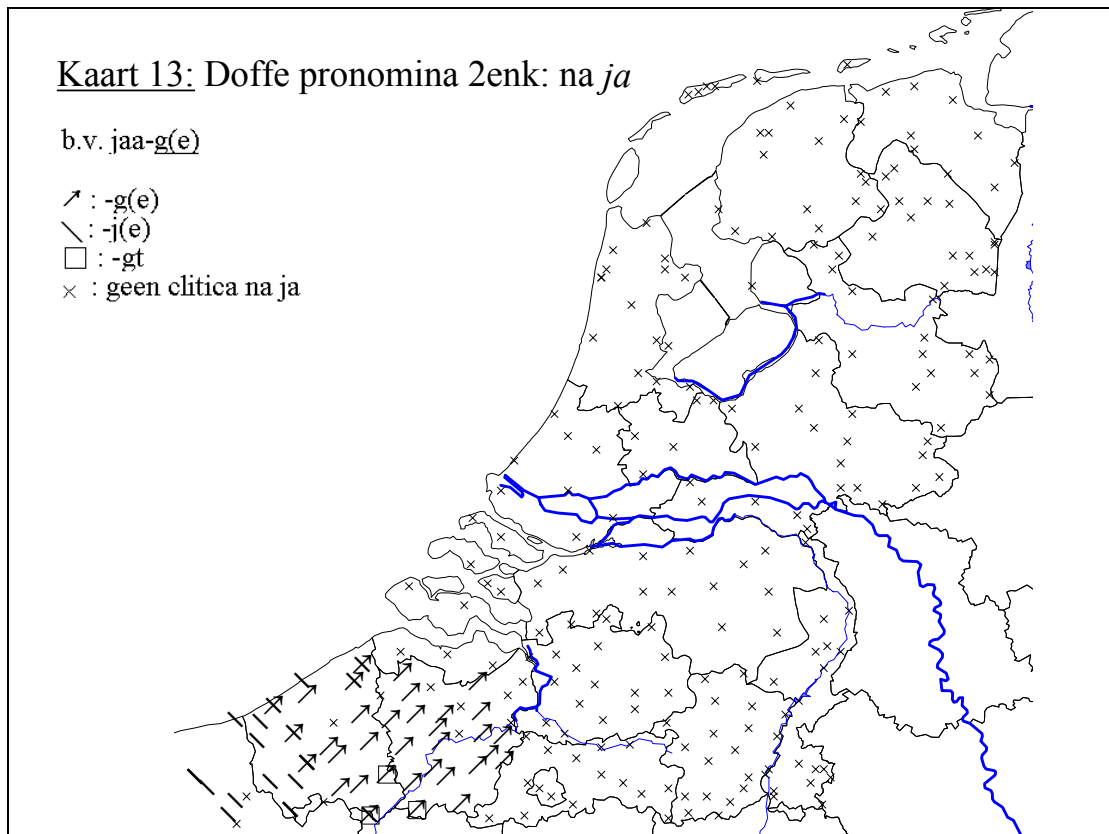 Kaart 13: Doffe pronomina 2enk: na ja
b.v. jaa-g(e)
: -g(e)
: -j(e)
: -gt
: geen clitica na ja